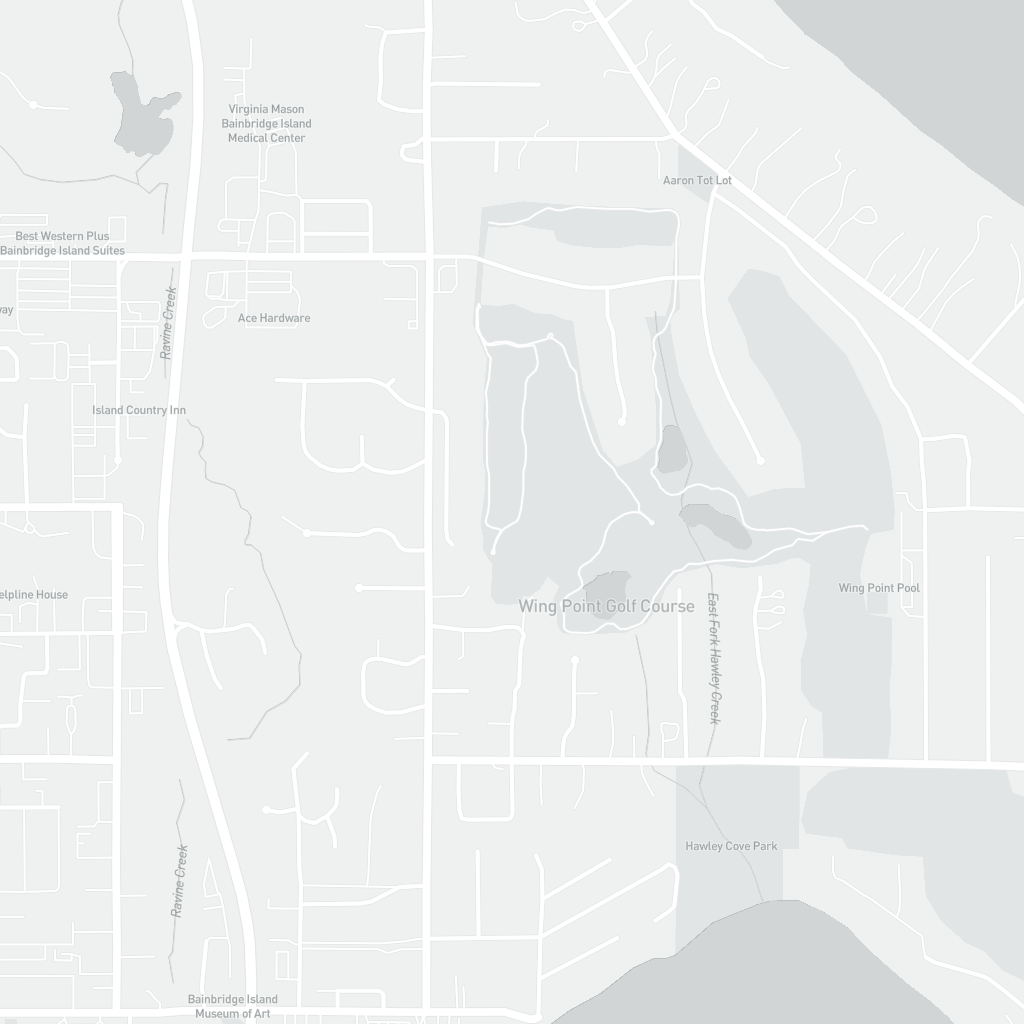 Virginia Mason
Bainbridge Island
Medical Center
Aaron Tot Lot
Best Western Plus
Bainbridge Island Suites
Ravine Creek
way
Ace Hardware
Island Country Inn
elpline House
Wing Point Golf Course
Wing Point Pool
East Fork Hawley Creek
Hawley Cove Park
Ravine Creek
Bainbridge Island
Museum of Art